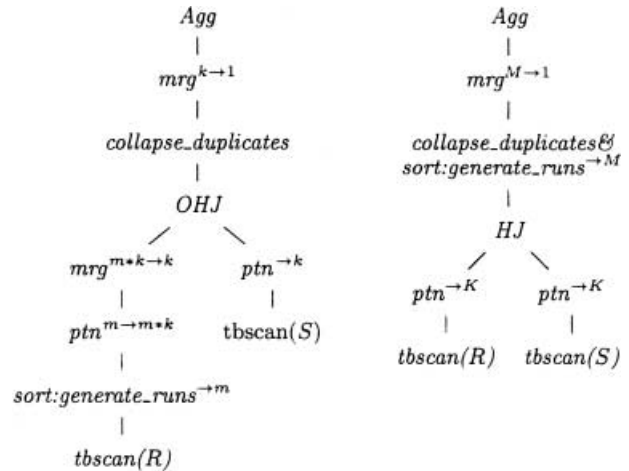 Agg
mrg^{k→1}
collapse_duplicates
OHJ
mrg^{m*k→k} ptn^{→k}
ptn^{m→m*k} tbscan(S)
sort:generate_runs^{→m}
tbscan(R)
Agg
mrg^{M→1}
collapse_duplicates&
sort:generate_runs^{→M}
HJ
ptn^{→K} ptn^{→K}
tbscan(R) tbscan(S)